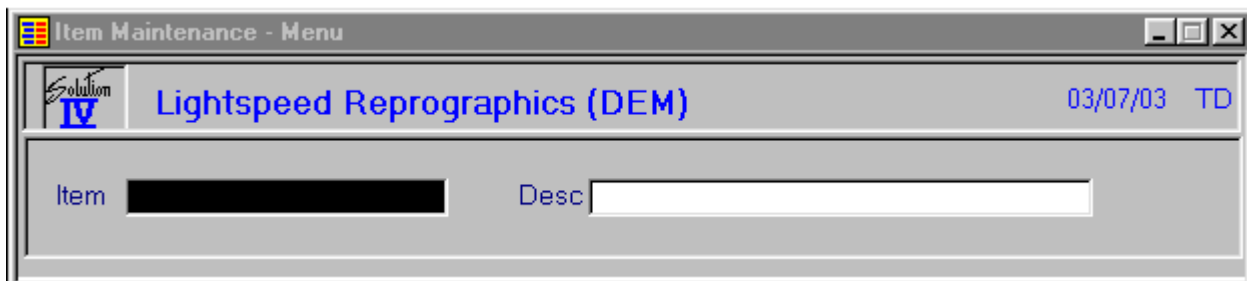 Item Maintenance - Menu
Solution
IV
Lightspeed Reprographics (DEM) 03/07/03 TD
Item Desc